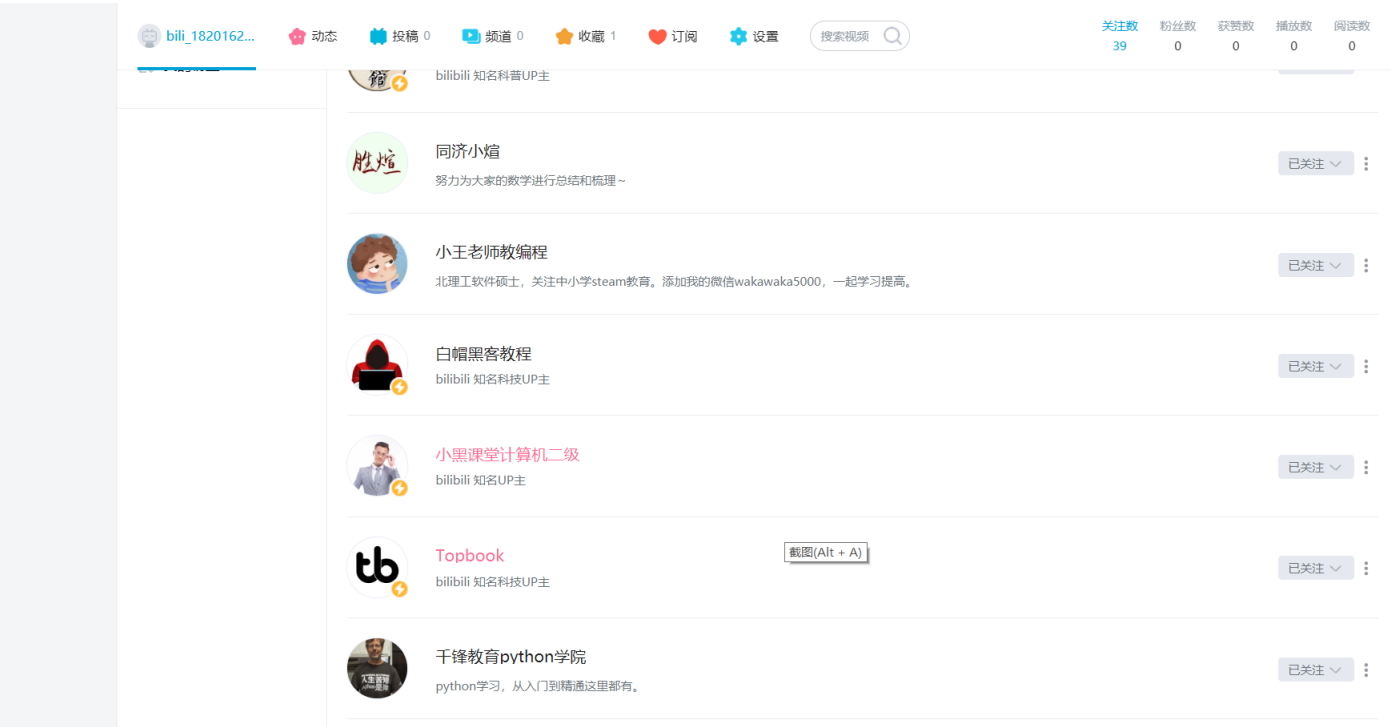 bili_1820162...
动态
投稿 0
频道 0
收藏 1
订阅
设置
搜索视频
关注数
39
粉丝数
0
获赞数
0
播放数
0
阅读数
0
館
bilibili 知名科普UP主
胜煊
同济小煊
努力为大家的数学进行总结和梳理~
已关注
小王老师教编程
北理工软件硕士，关注中小学steam教育。添加我的微信wakawaka5000，一起学习提高。
已关注
白帽黑客教程
bilibili 知名科技UP主
已关注
小黑课堂计算机二级
bilibili 知名UP主
已关注
截图(Alt + A)
tb
Topbook
bilibili 知名科技UP主
已关注
人生苦短
千锋教育python学院
python学习，从入门到精通这里都有。
已关注